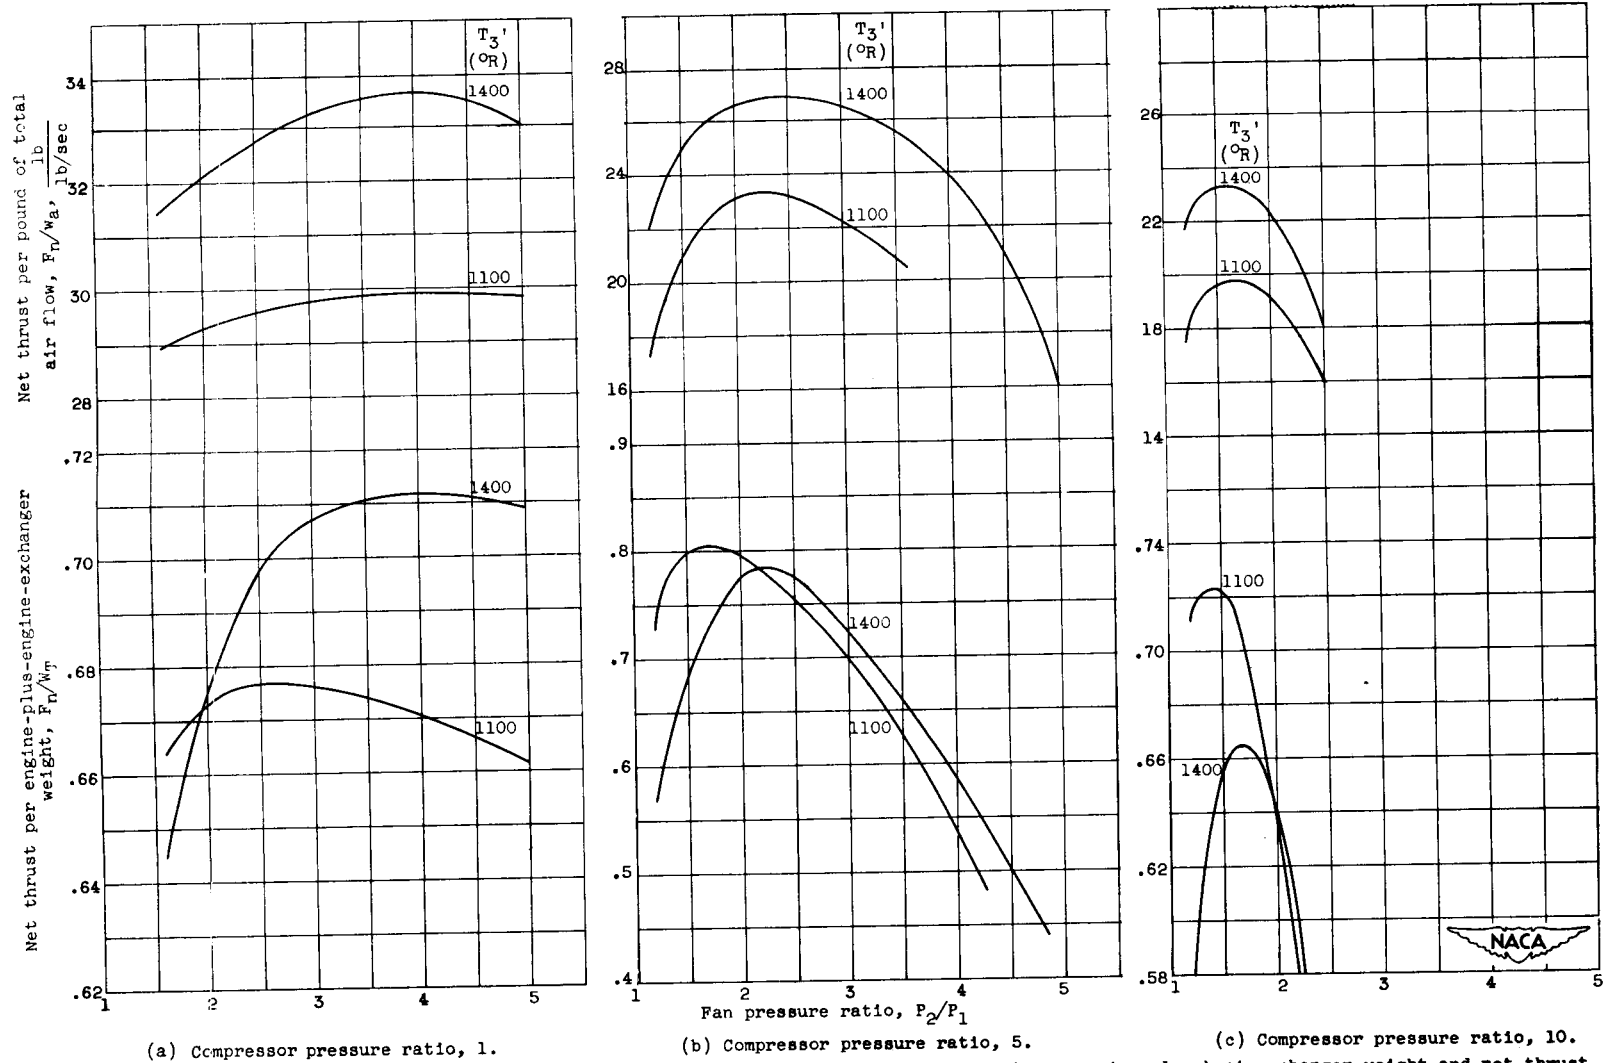 Net thrust per pound of total
air flow, Fn/Wa, lb
lb/sec
Net thrust per engine-plus-engine-exchanger
weight, Fn/WT
34
32
30
28
.72
.70
.68
.66
.64
.62
T3'
(°R)
1400
1100
1400
1100
1 2 3 4 5
(a) Compressor pressure ratio, 1.
28
24
20
16
.9
.8
.7
.6
.5
.4
T3'
(°R)
1400
1100
1400
1100
1 2 3 4 5
Fan pressure ratio, P2/P1
(b) Compressor pressure ratio, 5.
26
22
18
14
.74
.70
.66
.62
.58
T3'
(°R)
1400
1100
1100
1400
NACA
1 2 3 4 5
(c) Compressor pressure ratio, 10.
weight and net thrust